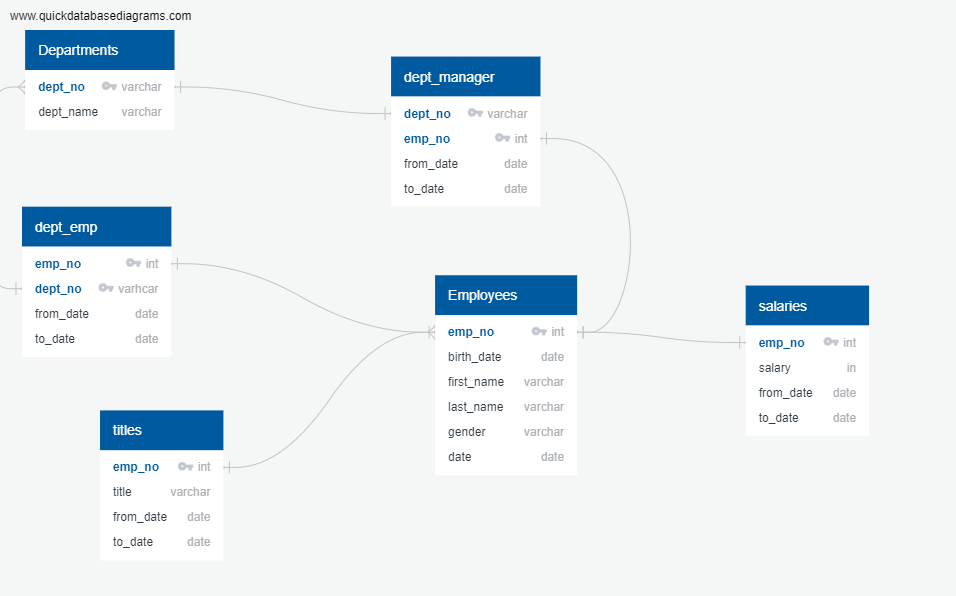 www.quickdatabasediagrams.com
Departments
dept_no varchar
dept_name varchar
dept_manager
dept_no varchar
emp_no int
from_date date
to_date date
dept_emp
emp_no int
dept_no varhcar
from_date date
to_date date
Employees
emp_no int
birth_date date
first_name varchar
last_name varchar
gender varchar
date date
salaries
emp_no int
salary in
from_date date
to_date date
titles
emp_no int
title varchar
from_date date
to_date date